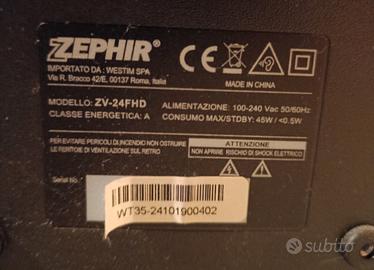 ZEPHIR®
IMPORTATO DA : WESTIM SPA
Via R. Bracco 42/E. 00137 Roma, Italia
CE
MADE IN CHINA
MODELLO: ZV-24FHD
ALIMENTAZIONE: 100-240 Vac 50/60Hz
CLASSE ENERGETICA: A
CONSUMO MAX/STDBY: 45W / <0.5W
PER EVITARE PERICOLI DI INCENDIO NON OSTRUIRE
LE FERITOIE DI VENTILLAZIONE SUL RETRO
ATTENZIONE
NON APRIRE RISCHIO DI SHOCK ELETTRICO
Serial No.:
WT35-24101900402
subito